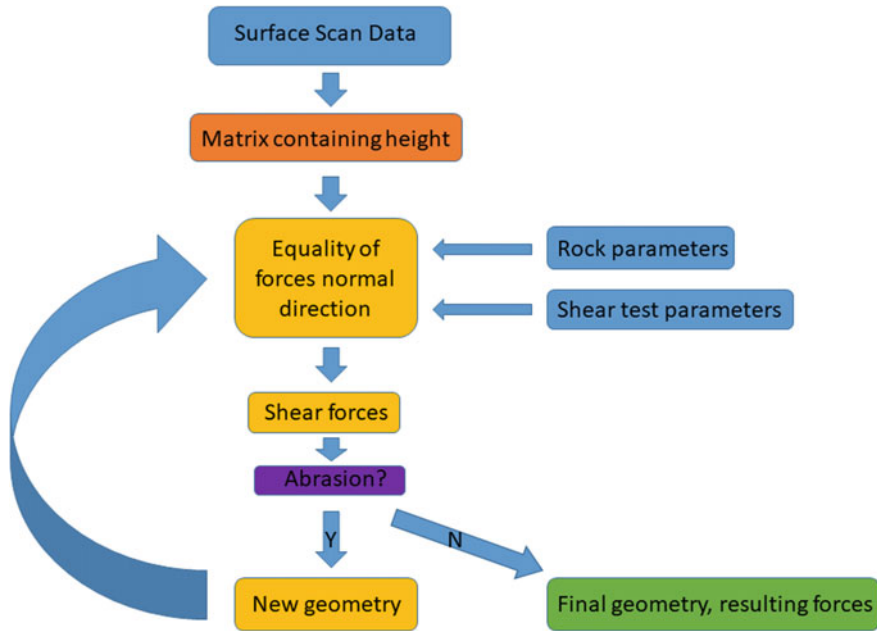 Surface Scan Data
Matrix containing height
Equality of
forces normal
direction
Rock parameters
Shear test parameters
Shear forces
Abrasion?
Y
N
New geometry
Final geometry, resulting forces